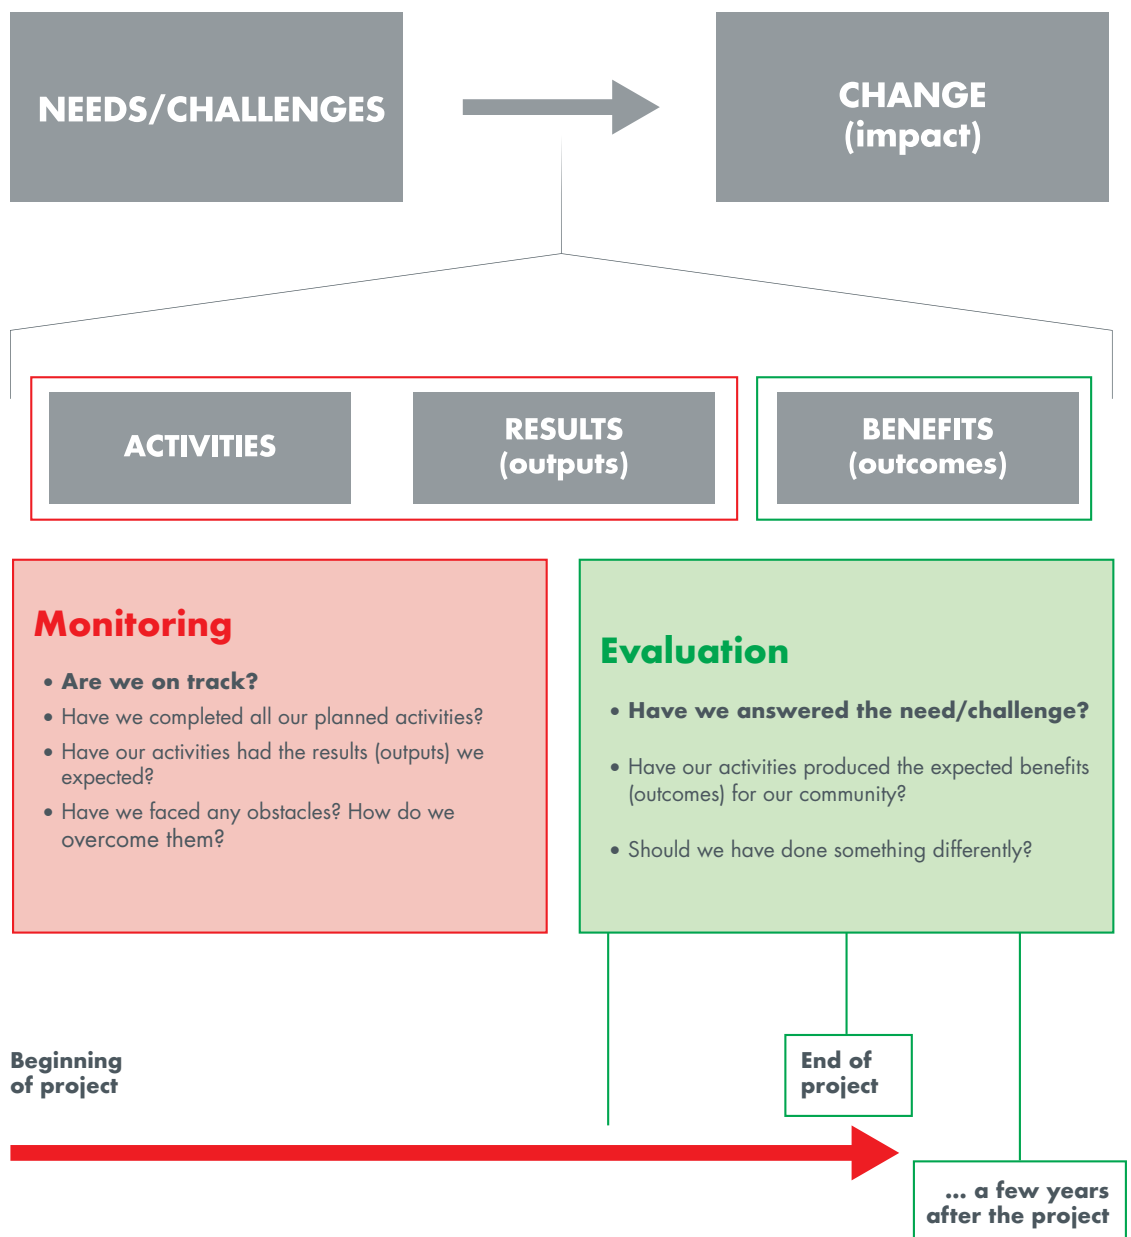 NEEDS/CHALLENGES
CHANGE
(impact)
ACTIVITIES
RESULTS
(outputs)
BENEFITS
(outcomes)
Monitoring
• Are we on track?
• Have we completed all our planned activities?
• Have our activities had the results (outputs) we
expected?
• Have we faced any obstacles? How do we
overcome them?
Evaluation
• Have we answered the need/challenge?
• Have our activities produced the expected benefits
(outcomes) for our community?
• Should we have done something differently?
Beginning
of project
End of
project
... a few years
after the project